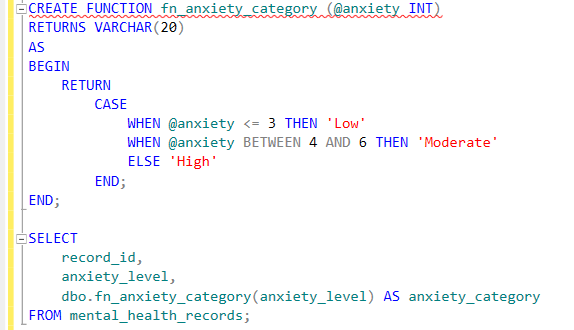 CREATE FUNCTION fn_anxiety_category (@anxiety INT)
RETURNS VARCHAR(20)
AS
BEGIN
    RETURN
        CASE
            WHEN @anxiety <= 3 THEN 'Low'
            WHEN @anxiety BETWEEN 4 AND 6 THEN 'Moderate'
            ELSE 'High'
        END;
END;

SELECT
    record_id,
    anxiety_level,
    dbo.fn_anxiety_category(anxiety_level) AS anxiety_category
FROM mental_health_records;